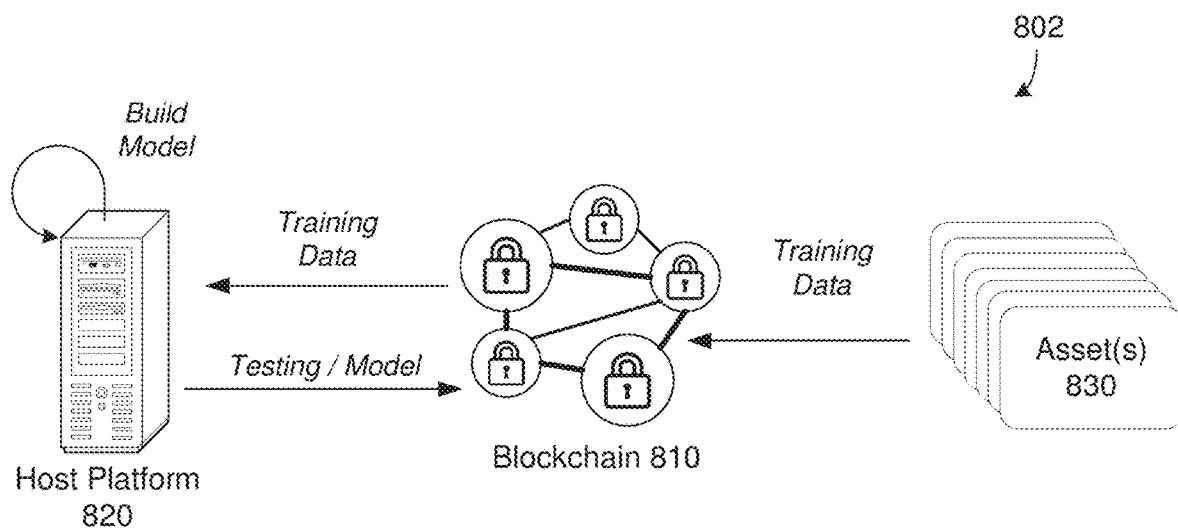 802
Build
Model
Training
Data
Training
Data
Testing / Model
Asset(s)
830
Blockchain 810
Host Platform
820